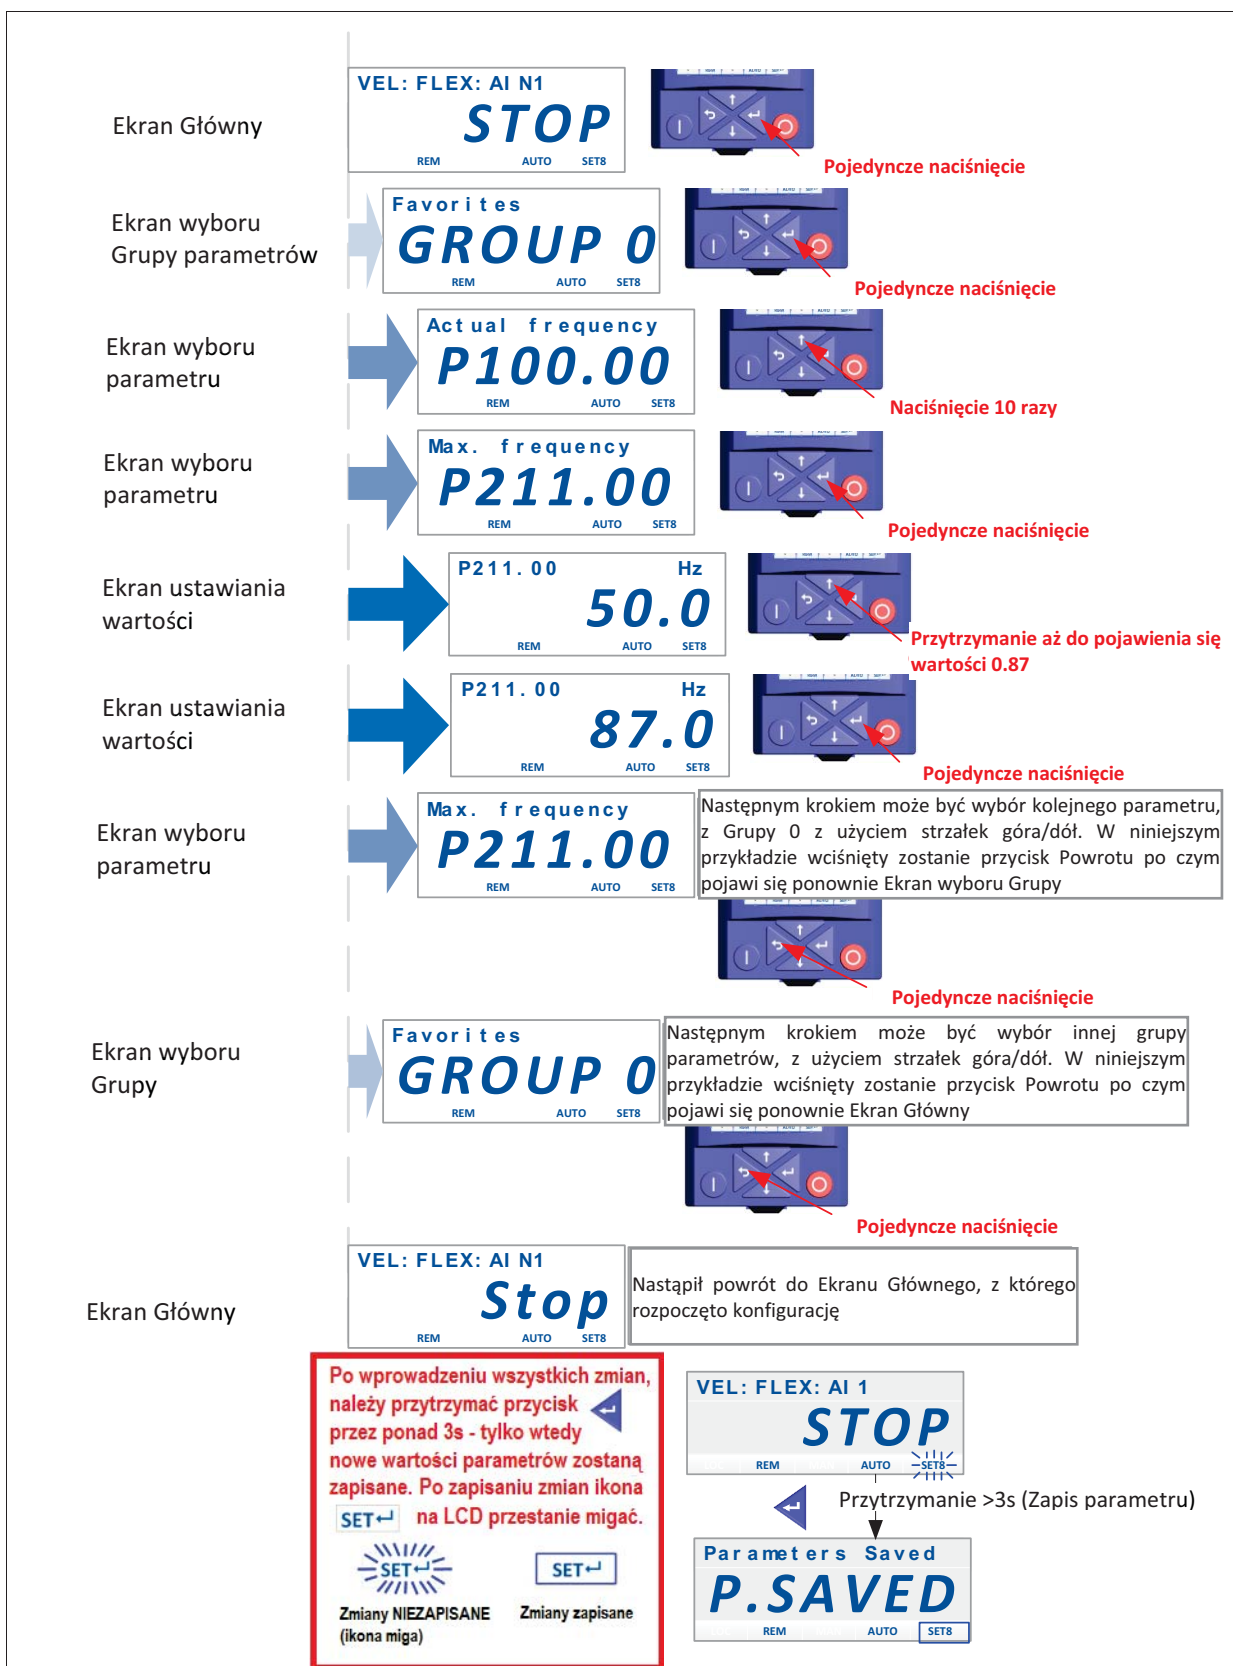 VEL: FLEX: AI N1
STOP
REM AUTO SET8
Ekran Główny
Pojedyncze naciśnięcie
Ekran wyboru
Grupy parametrów
Favorites
GROUP 0
REM AUTO SET8
Pojedyncze naciśnięcie
Ekran wyboru
parametru
Actual frequency
P100.00
REM AUTO SET8
Naciśnięcie 10 razy
Ekran wyboru
parametru
Max. frequency
P211.00
REM AUTO SET8
Pojedyncze naciśnięcie
Ekran ustawiania
wartości
P211.00 Hz
50.0
REM AUTO SET8
Przytrzymanie aż do pojawienia się
wartości 0.87
Ekran ustawiania
wartości
P211.00 Hz
87.0
REM AUTO SET8
Pojedyncze naciśnięcie
Ekran wyboru
parametru
Max. frequency
P211.00
REM AUTO SET8
Następnym krokiem może być wybór kolejnego parametru,
z Grupy 0 z użyciem strzałek góra/dół. W niniejszym
przykładzie wciśnięty zostanie przycisk Powrotu po czym
pojawi się ponownie Ekran wyboru Grupy
Pojedyncze naciśnięcie
Ekran wyboru
Grupy
Favorites
GROUP 0
REM AUTO SET8
Następnym krokiem może być wybór innej grupy
parametrów, z użyciem strzałek góra/dół. W niniejszym
przykładzie wciśnięty zostanie przycisk Powrotu po czym
pojawi się ponownie Ekran Główny
Pojedyncze naciśnięcie
Ekran Główny
VEL: FLEX: AI N1
Stop
REM AUTO SET8
Nastąpił powrót do Ekranu Głównego, z którego
rozpoczęto konfigurację
Po wprowadzeniu wszystkich zmian,
należy przytrzymać przycisk
przez ponad 3s - tylko wtedy
nowe wartości parametrów zostaną
zapisane. Po zapisaniu zmian ikona
SET na LCD przestanie migać.
SET SET
Zmiany NIEZAPISANE
(ikona miga)
Zmiany zapisane
VEL: FLEX: AI 1
STOP
REM AUTO SET8
Przytrzymanie >3s (Zapis parametru)
Parameters Saved
P.SAVED
REM AUTO SET8